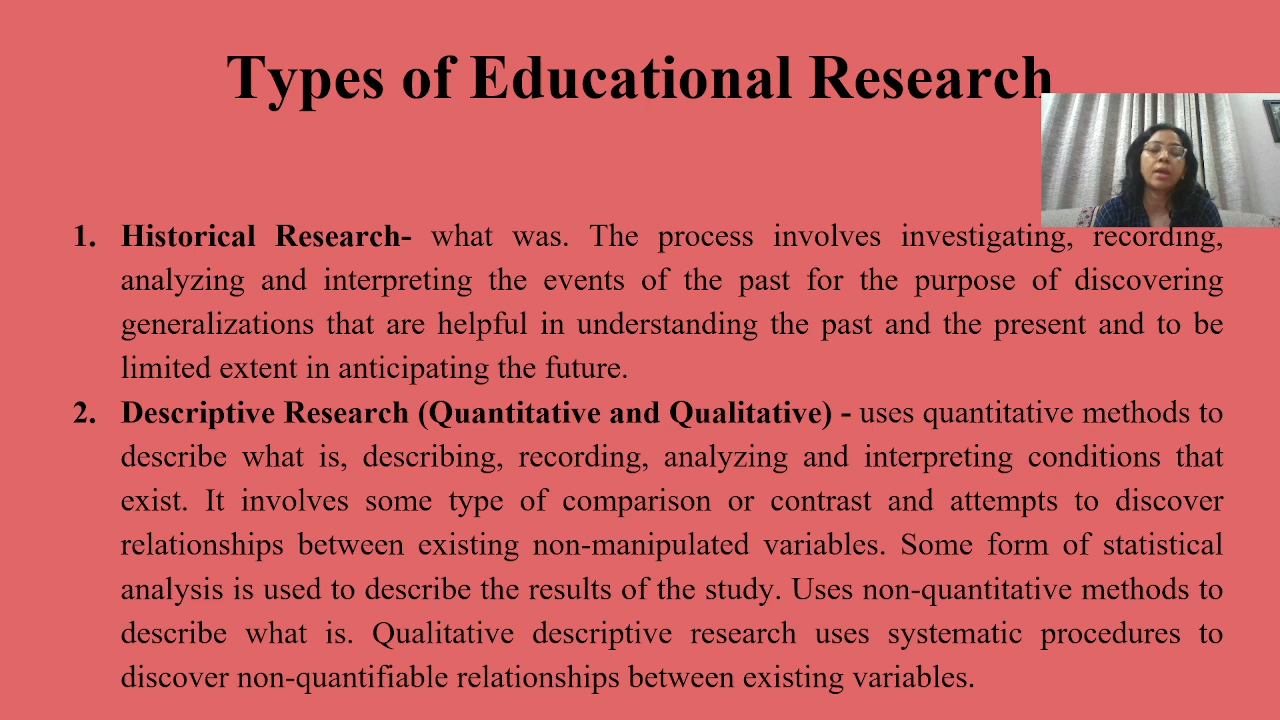 Types of Educational Research
1. Historical Research- what was. The process involves investigating, recording,
analyzing and interpreting the events of the past for the purpose of discovering
generalizations that are helpful in understanding the past and the present and to be
limited extent in anticipating the future.
2. Descriptive Research (Quantitative and Qualitative) - uses quantitative methods to
describe what is, describing, recording, analyzing and interpreting conditions that
exist. It involves some type of comparison or contrast and attempts to discover
relationships between existing non-manipulated variables. Some form of statistical
analysis is used to describe the results of the study. Uses non-quantitative methods to
describe what is. Qualitative descriptive research uses systematic procedures to
discover non-quantifiable relationships between existing variables.